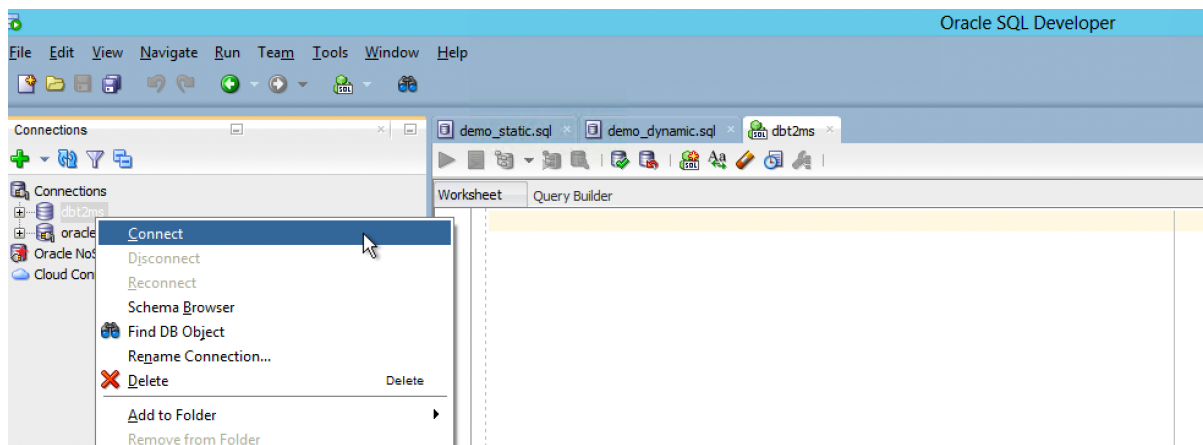 Oracle SQL Developer
File Edit View Navigate Run Team Tools Window Help
Connections
demo_static.sql demo_dynamic.sql dbt2ms
Worksheet Query Builder
Connections
dbt2ms
oracle
Oracle NoS
Cloud Con
Connect
Disconnect
Reconnect
Schema Browser
Find DB Object
Rename Connection...
Delete Delete
Add to Folder
Remove from Folder